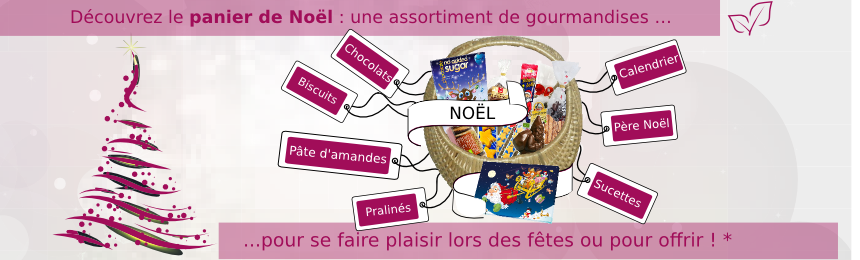 Découvrez le panier de Noël : une assortiment de gourmandises ...
Chocolats
Biscuits
Pâte d'amandes
Pralinés
no added
sugar
NOËL
Calendrier
Père Noël
Sucettes
...pour se faire plaisir lors des fêtes ou pour offrir ! *